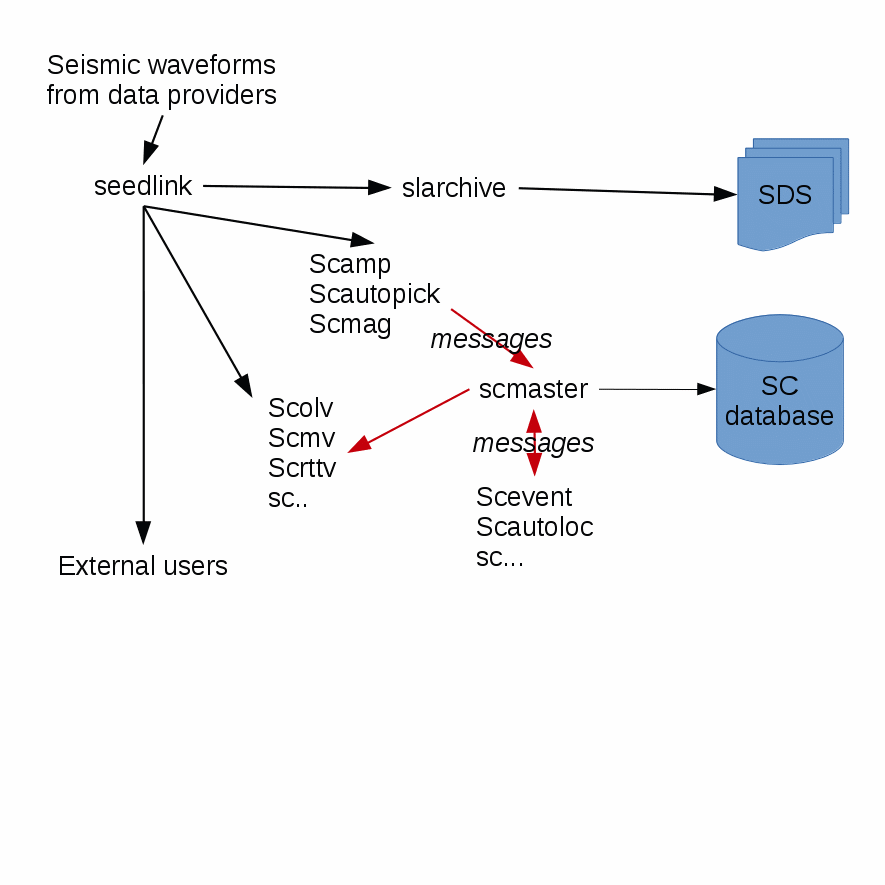 Seismic waveforms
from data providers
seedlink
slarchive
SDS
Scamp
Scautopick
Scmag
messages
scmaster
SC
database
Scolv
Scmv
Scrttv
sc..
messages
Scevent
Scautoloc
sc...
External users